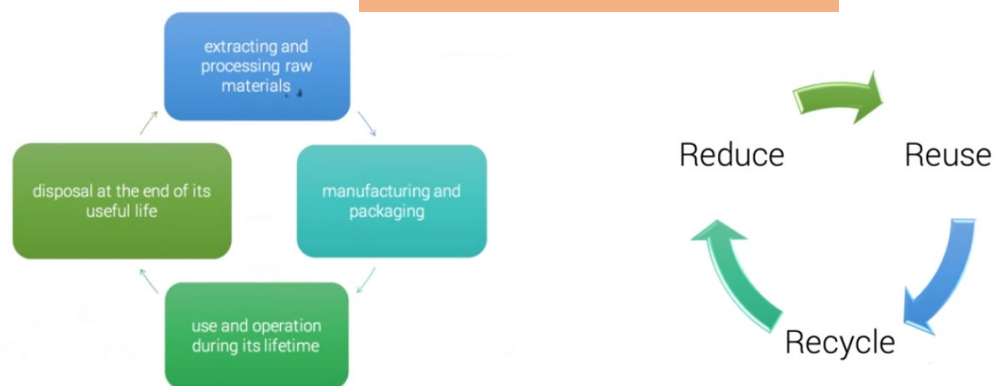 extracting and
processing raw
materials
disposal at the end of its
useful life
manufacturing and
packaging
use and operation
during its lifetime
Reduce
Reuse
Recycle